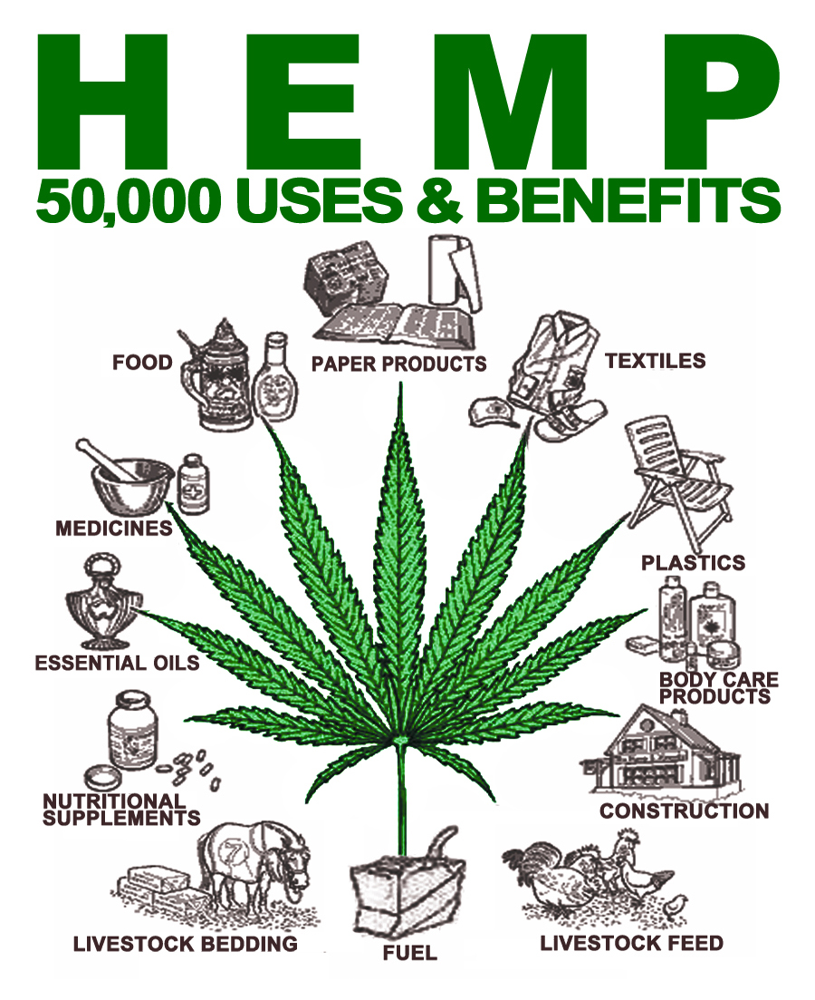 HEMP
50,000 USES & BENEFITS
PAPER PRODUCTS
FOOD
TEXTILES
MEDICINES
PLASTICS
ESSENTIAL OILS
BODY CARE
PRODUCTS
NUTRITIONAL
SUPPLEMENTS
CONSTRUCTION
7
LIVESTOCK BEDDING
FUEL
LIVESTOCK FEED